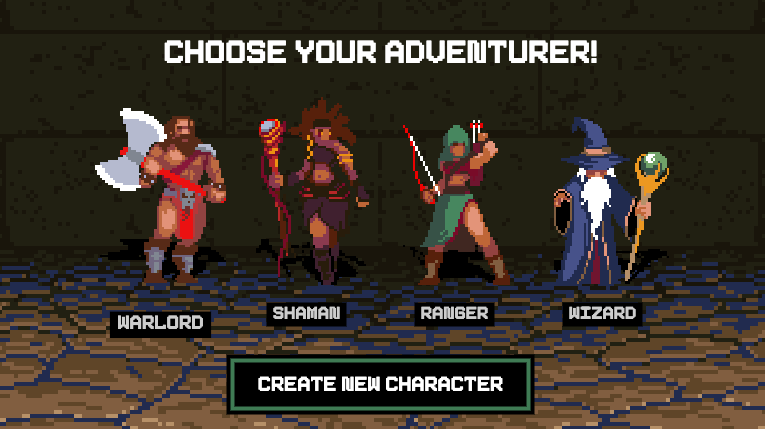 CHOOSE YOUR ADVENTURER!
WARLORD
SHAMAN
RANGER
WIZARD
CREATE NEW CHARACTER